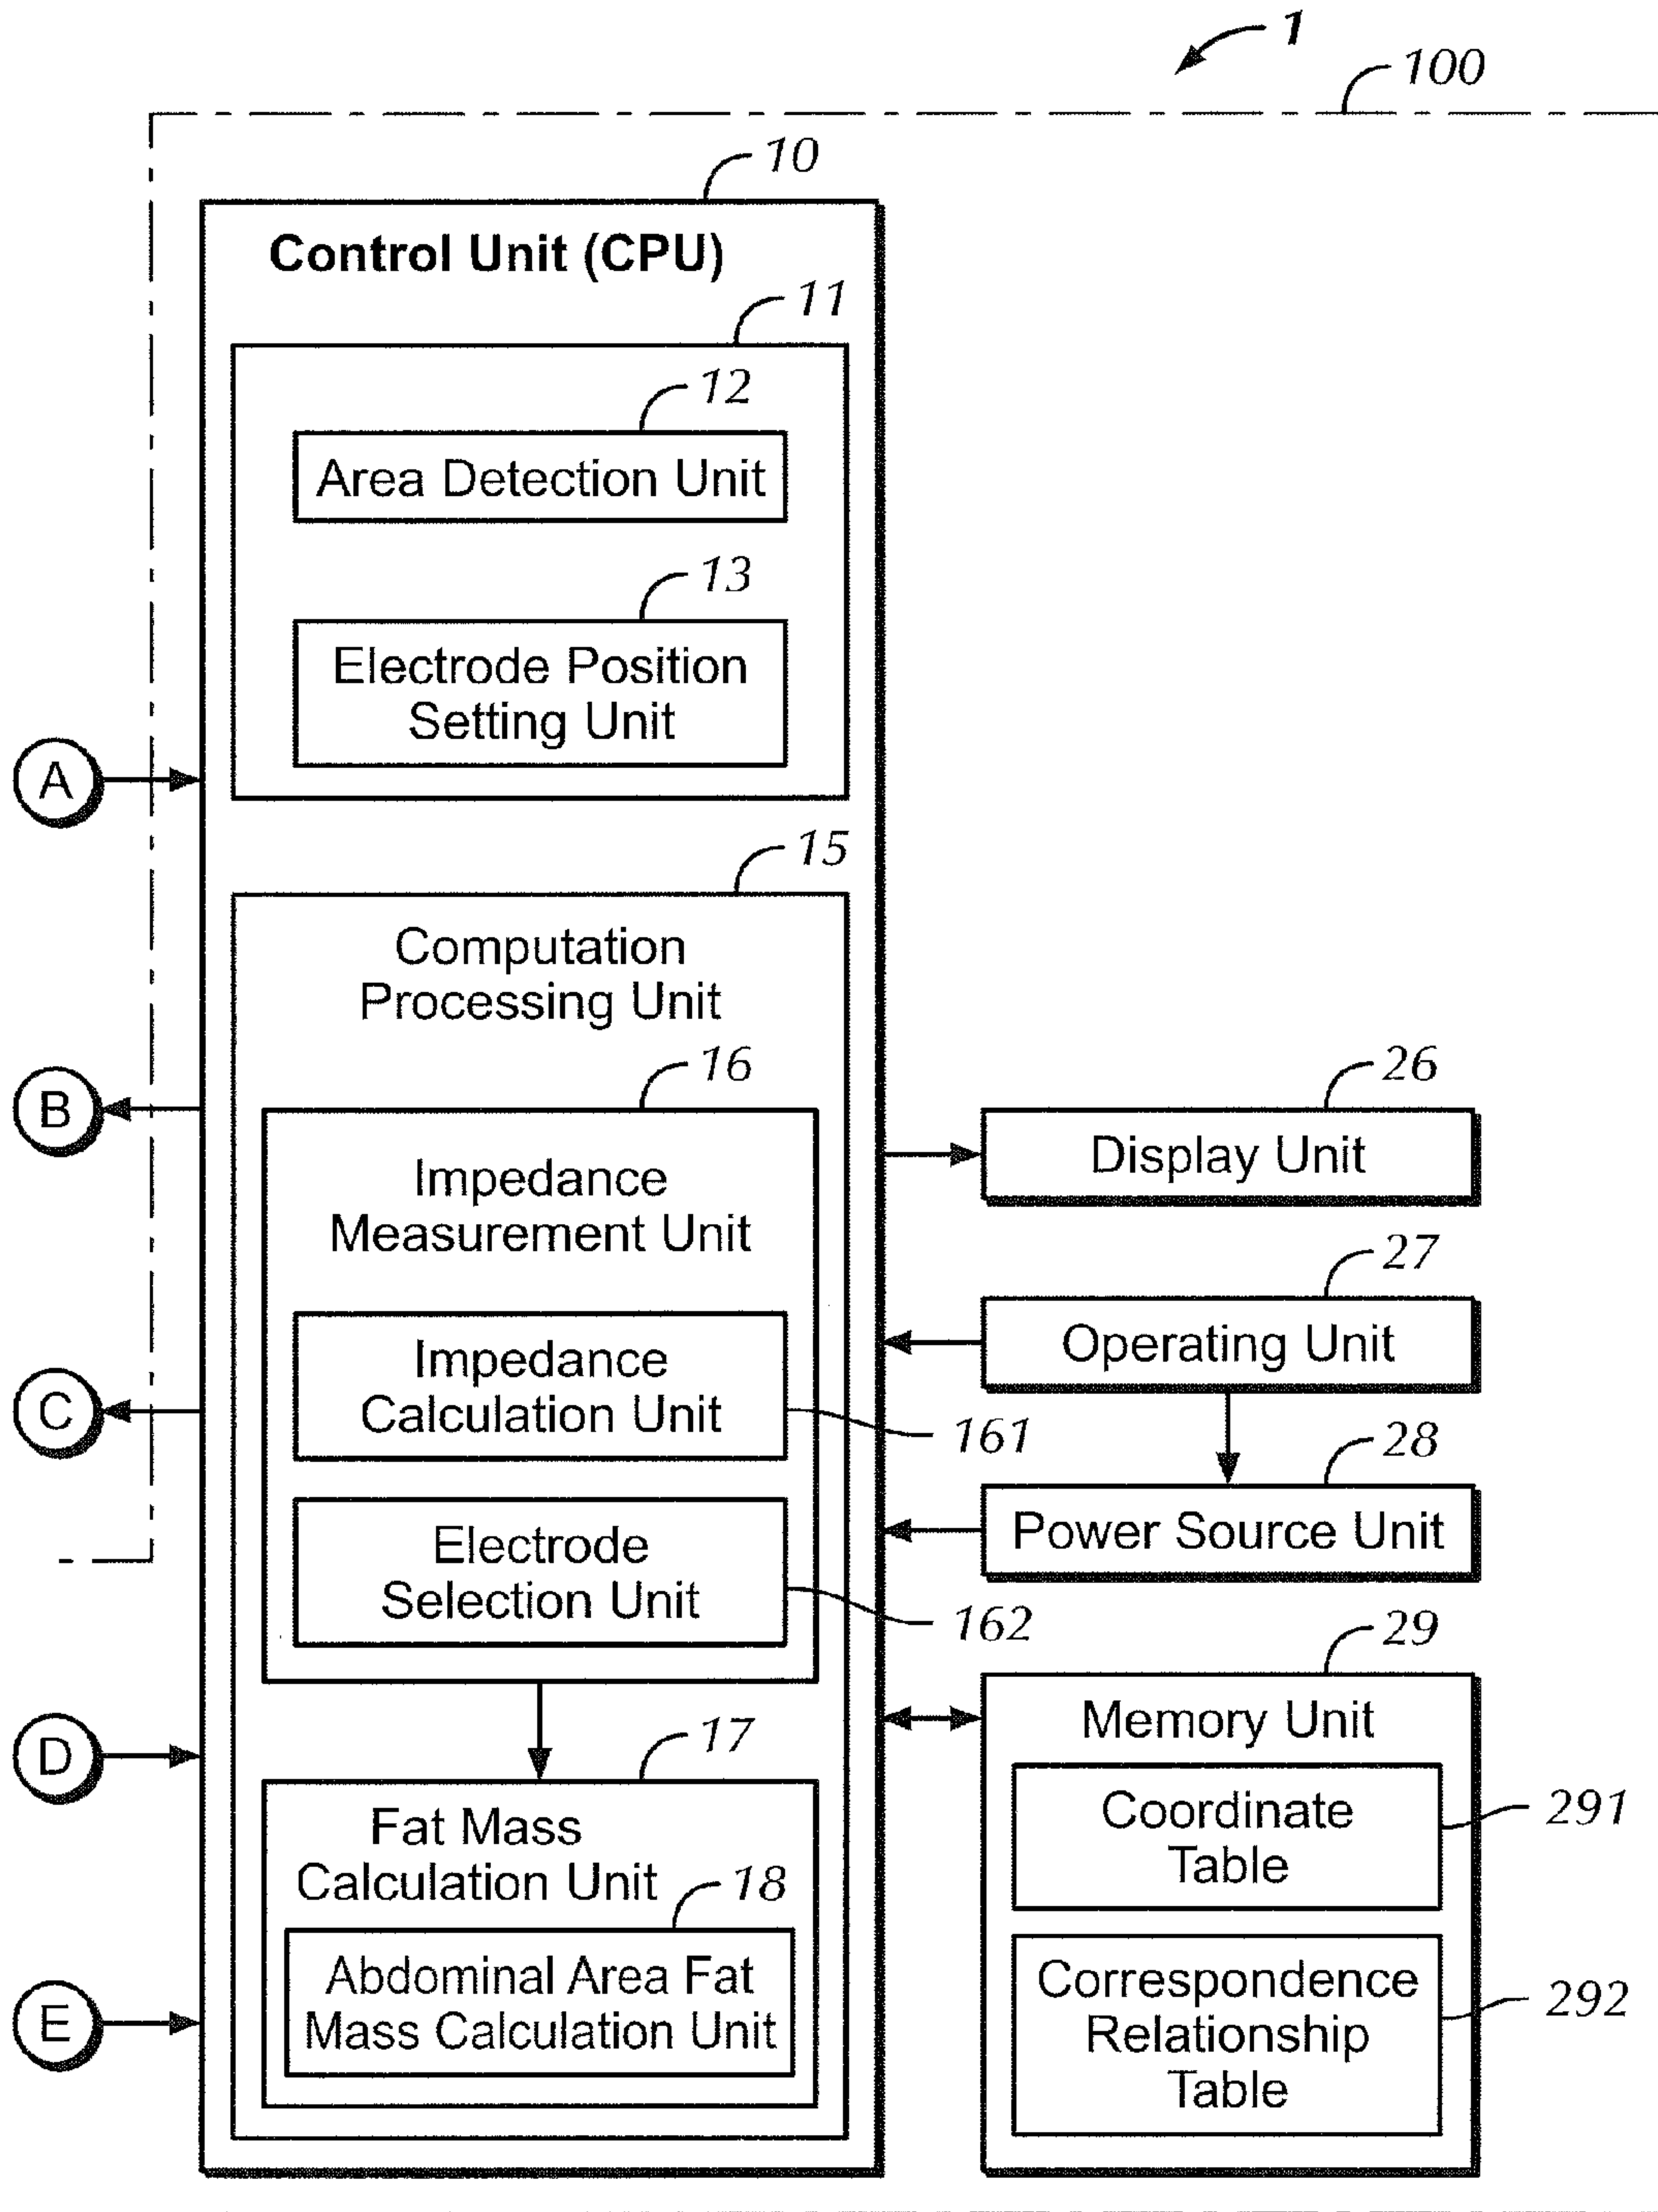 1
100
10
Control Unit (CPU)
11
12
Area Detection Unit
13
Electrode Position
Setting Unit
A
15
Computation
Processing Unit
16
B
Impedance
Measurement Unit
Impedance
Calculation Unit
161
C
Electrode
Selection Unit
162
D
17
Fat Mass
Calculation Unit
18
Abdominal Area Fat
Mass Calculation Unit
E
26
Display Unit
27
Operating Unit
28
Power Source Unit
29
Memory Unit
Coordinate
Table
291
Correspondence
Relationship
Table
292